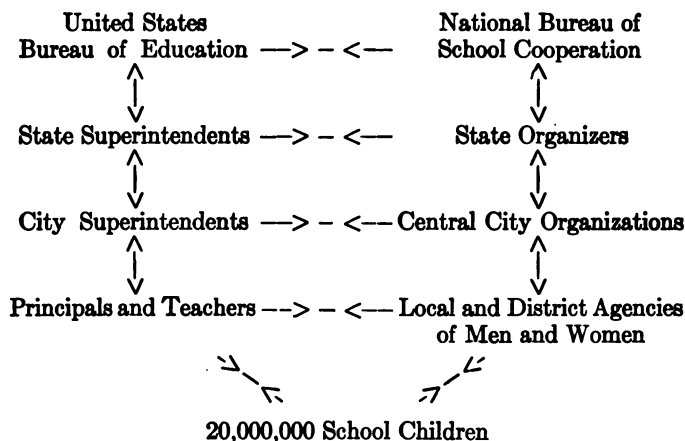 United States
Bureau of Education
National Bureau of
School Cooperation
State Superintendents
State Organizers
City Superintendents
Central City Organizations
Principals and Teachers
Local and District Agencies
of Men and Women
20,000,000 School Children